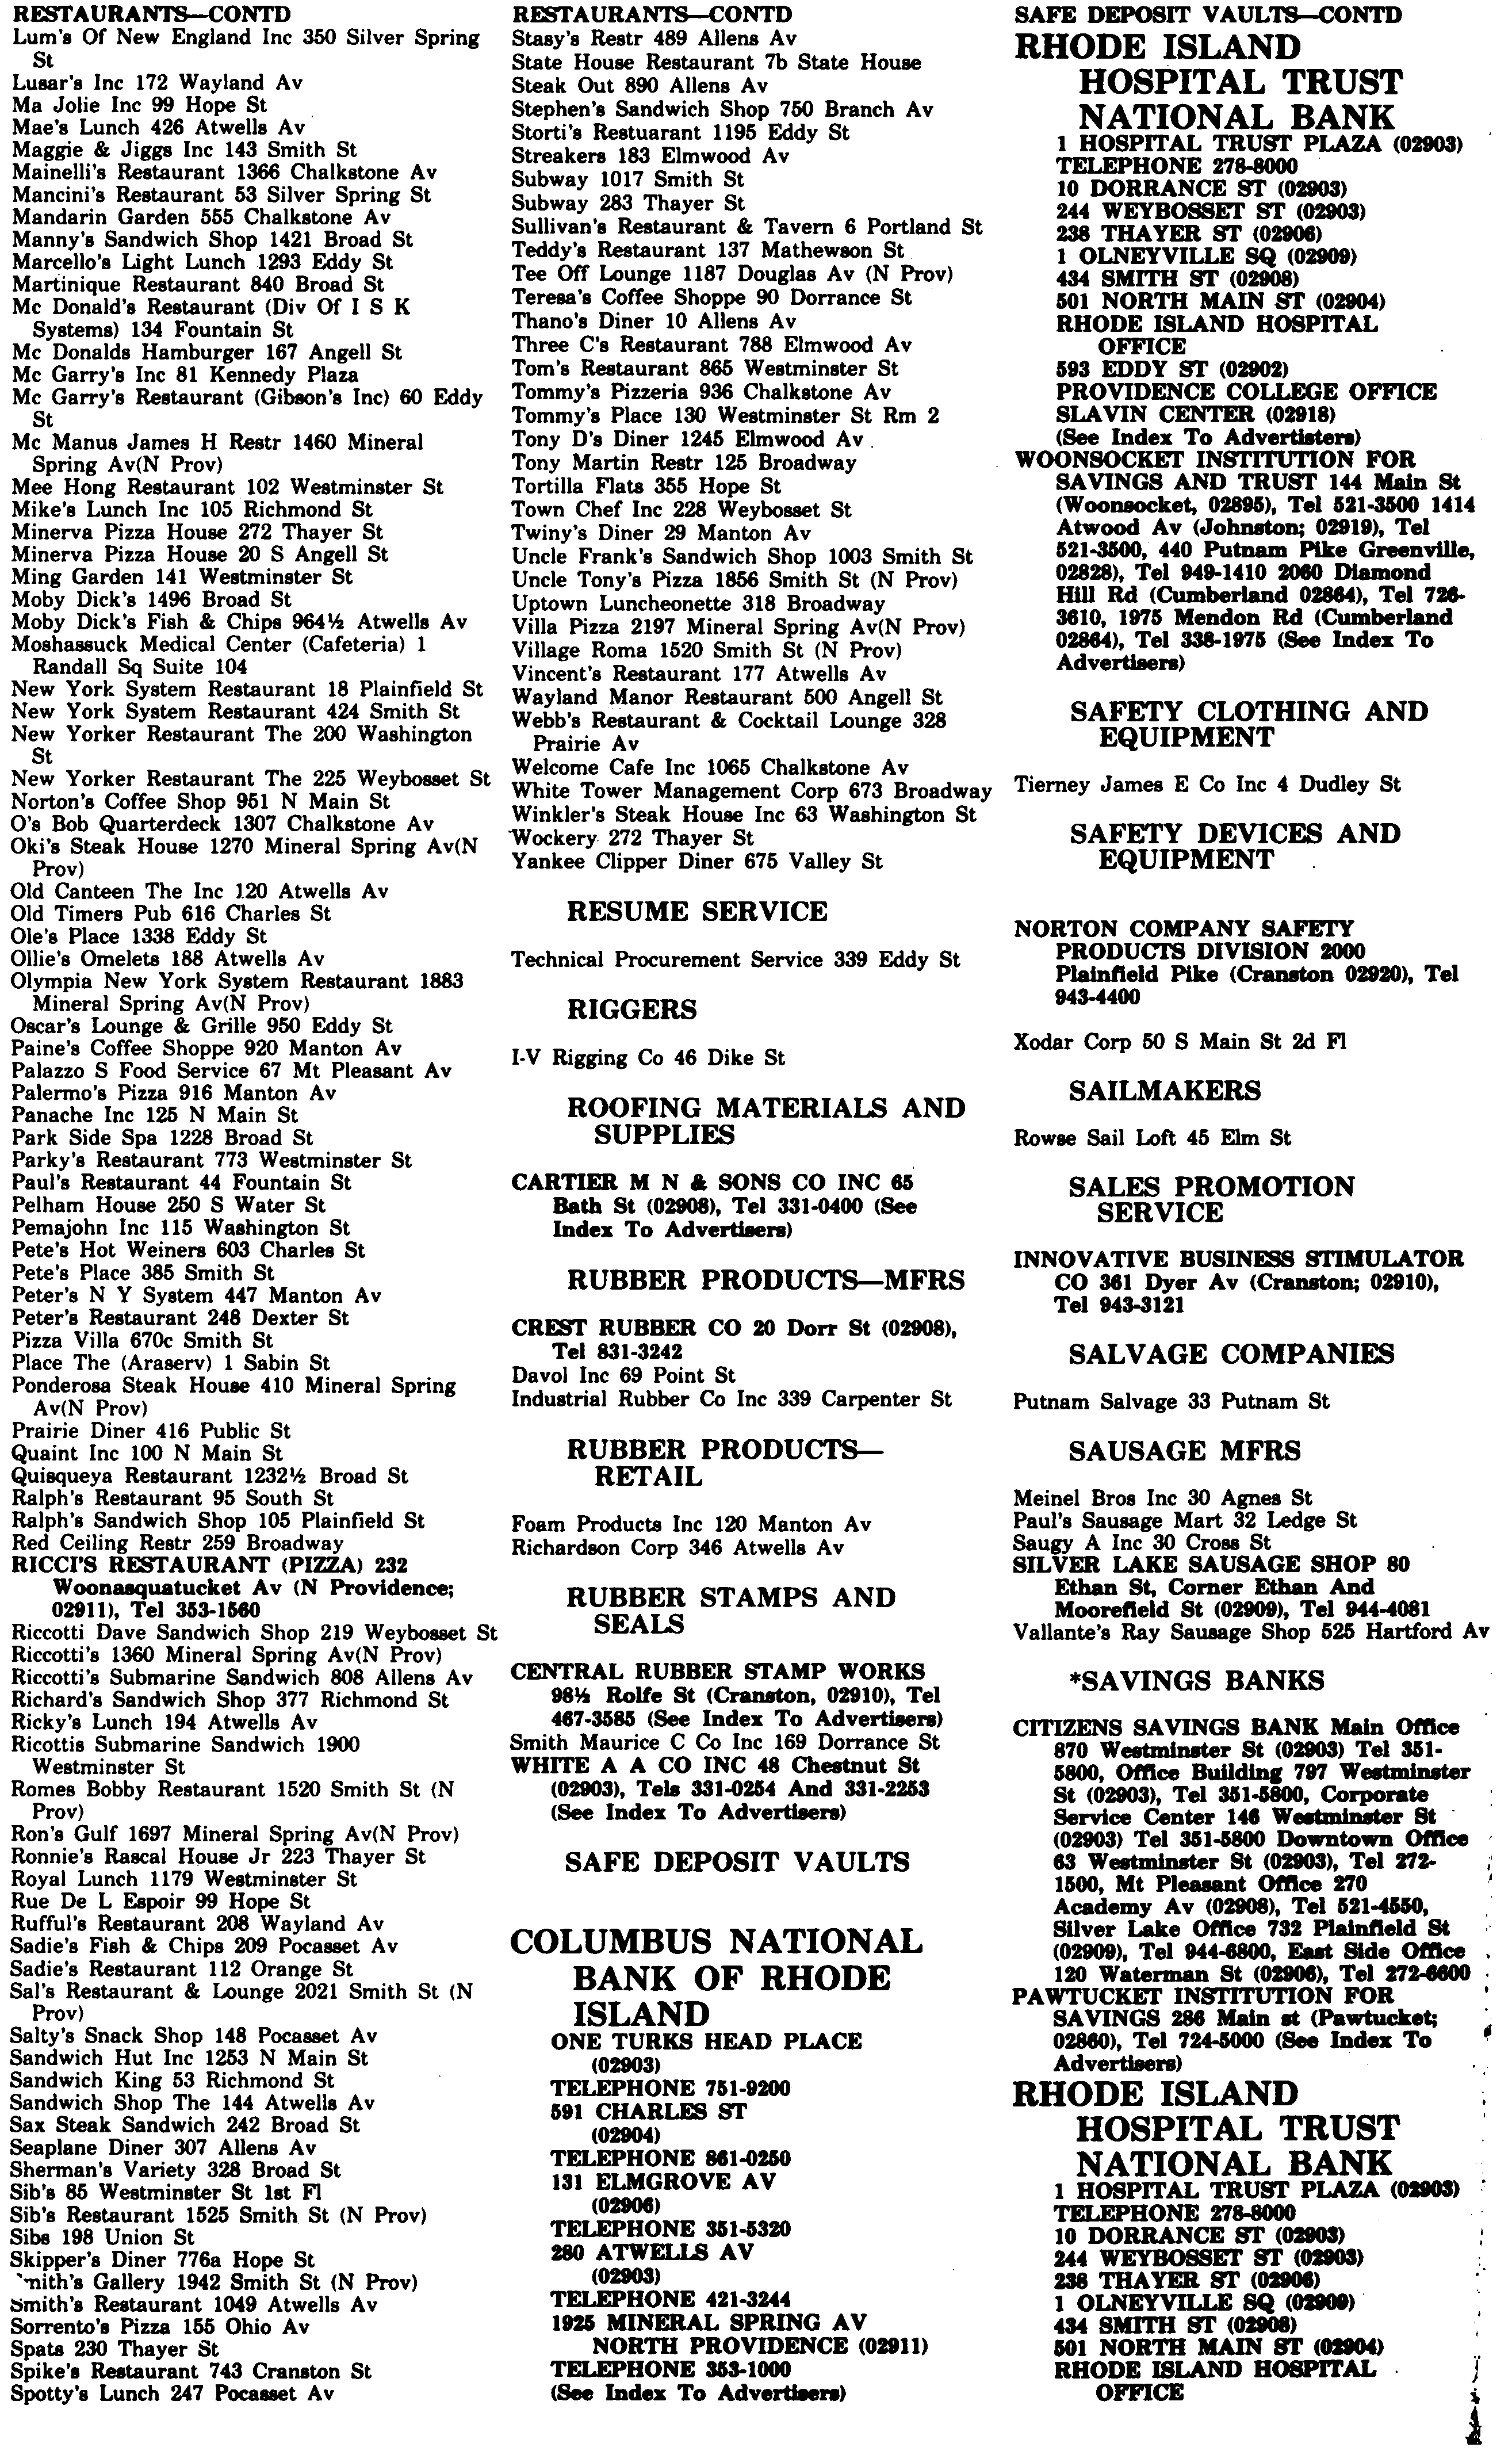 RESTAURANTS—CONTD
Lum's Of New England Inc 350 Silver Spring
St
Lusar's Inc 172 Wayland Av
Ma Jolie Inc 99 Hope St
Mae's Lunch 426 Atwells Av
Maggie & Jiggs Inc 143 Smith St
Mainelli's Restaurant 1366 Chalkstone Av
Mancini's Restaurant 53 Silver Spring St
Mandarin Garden 555 Chalkstone Av
Manny's Sandwich Shop 1421 Broad St
Marcello's Light Lunch 1293 Eddy St
Martinique Restaurant 840 Broad St
Mc Donald's Restaurant (Div Of I S K
Systems) 134 Fountain St
Mc Donalds Hamburger 167 Angell St
Mc Garry's Inc 81 Kennedy Plaza
Mc Garry's Restaurant (Gibson's Inc) 60 Eddy
St
Mc Manus James H Restr 1460 Mineral
Spring Av(N Prov)
Mee Hong Restaurant 102 Westminster St
Mike's Lunch Inc 105 Richmond St
Minerva Pizza House 272 Thayer St
Minerva Pizza House 20 S Angell St
Ming Garden 141 Westminster St
Moby Dick's 1496 Broad St
Moby Dick's Fish & Chips 964½ Atwells Av
Moshassuck Medical Center (Cafeteria) 1
Randall Sq Suite 104
New York System Restaurant 18 Plainfield St
New York System Restaurant 424 Smith St
New Yorker Restaurant The 200 Washington
St
New Yorker Restaurant The 225 Weybosset St
Norton's Coffee Shop 951 N Main St
O's Bob Quarterdeck 1307 Chalkstone Av
Oki's Steak House 1270 Mineral Spring Av(N
Prov)
Old Canteen The Inc 120 Atwells Av
Old Timers Pub 616 Charles St
Ole's Place 1338 Eddy St
Ollie's Omelets 188 Atwells Av
Olympia New York System Restaurant 1883
Mineral Spring Av(N Prov)
Oscar's Lounge & Grille 950 Eddy St
Paine's Coffee Shoppe 920 Manton Av
Palazzo S Food Service 67 Mt Pleasant Av
Palermo's Pizza 916 Manton Av
Panache Inc 125 N Main St
Park Side Spa 1228 Broad St
Parky's Restaurant 773 Westminster St
Paul's Restaurant 44 Fountain St
Pelham House 250 S Water St
Pemajohn Inc 115 Washington St
Pete's Hot Weiners 603 Charles St
Pete's Place 385 Smith St
Peter's N Y System 447 Manton Av
Peter's Restaurant 248 Dexter St
Pizza Villa 670c Smith St
Place The (Araserv) 1 Sabin St
Ponderosa Steak House 410 Mineral Spring
Av(N Prov)
Prairie Diner 416 Public St
Quaint Inc 100 N Main St
Quisqueya Restaurant 1232½ Broad St
Ralph's Restaurant 95 South St
Ralph's Sandwich Shop 105 Plainfield St
Red Ceiling Restr 259 Broadway
RICCI'S RESTAURANT (PIZZA) 232
Woonasquatucket Av (N Providence;
02911), Tel 353-1560
Riccotti Dave Sandwich Shop 219 Weybosset St
Riccotti's 1360 Mineral Spring Av(N Prov)
Riccotti's Submarine Sandwich 808 Allens Av
Richard's Sandwich Shop 377 Richmond St
Ricky's Lunch 194 Atwells Av
Ricottis Submarine Sandwich 1900
Westminster St
Romes Bobby Restaurant 1520 Smith St (N
Prov)
Ron's Gulf 1697 Mineral Spring Av(N Prov)
Ronnie's Rascal House Jr 223 Thayer St
Royal Lunch 1179 Westminster St
Rue De L Espoir 99 Hope St
Rufful's Restaurant 208 Wayland Av
Sadie's Fish & Chips 209 Pocasset Av
Sadie's Restaurant 112 Orange St
Sal's Restaurant & Lounge 2021 Smith St (N
Prov)
Salty's Snack Shop 148 Pocasset Av
Sandwich Hut Inc 1253 N Main St
Sandwich King 53 Richmond St
Sandwich Shop The 144 Atwells Av
Sax Steak Sandwich 242 Broad St
Seaplane Diner 307 Allens Av
Sherman's Variety 328 Broad St
Sib's 85 Westminster St 1st Fl
Sib's Restaurant 1525 Smith St (N Prov)
Sibs 198 Union St
Skipper's Diner 776a Hope St
mith's Gallery 1942 Smith St (N Prov)
Smith's Restaurant 1049 Atwells Av
Sorrento's Pizza 155 Ohio Av
Spats 230 Thayer St
Spike's Restaurant 743 Cranston St
Spotty's Lunch 247 Pocasset Av
RESTAURANTS—CONTD
Stasy's Restr 489 Allens Av
State House Restaurant 7b State House
Steak Out 890 Allens Av
Stephen's Sandwich Shop 750 Branch Av
Storti's Restuarant 1195 Eddy St
Streakers 183 Elmwood Av
Subway 1017 Smith St
Subway 283 Thayer St
Sullivan's Restaurant & Tavern 6 Portland St
Teddy's Restaurant 137 Mathewson St
Tee Off Lounge 1187 Douglas Av (N Prov)
Teresa's Coffee Shoppe 90 Dorrance St
Thano's Diner 10 Allens Av
Three C's Restaurant 788 Elmwood Av
Tom's Restaurant 865 Westminster St
Tommy's Pizzeria 936 Chalkstone Av
Tommy's Place 130 Westminster St Rm 2
Tony D's Diner 1245 Elmwood Av
Tony Martin Restr 125 Broadway
Tortilla Flats 355 Hope St
Town Chef Inc 228 Weybosset St
Twiny's Diner 29 Manton Av
Uncle Frank's Sandwich Shop 1003 Smith St
Uncle Tony's Pizza 1856 Smith St (N Prov)
Uptown Luncheonette 318 Broadway
Villa Pizza 2197 Mineral Spring Av(N Prov)
Village Roma 1520 Smith St (N Prov)
Vincent's Restaurant 177 Atwells Av
Wayland Manor Restaurant 500 Angell St
Webb's Restaurant & Cocktail Lounge 328
Prairie Av
Welcome Cafe Inc 1065 Chalkstone Av
White Tower Management Corp 673 Broadway
Winkler's Steak House Inc 63 Washington St
Wockery 272 Thayer St
Yankee Clipper Diner 675 Valley St
RESUME SERVICE
Technical Procurement Service 339 Eddy St
RIGGERS
I-V Rigging Co 46 Dike St
ROOFING MATERIALS AND
SUPPLIES
CARTIER M N & SONS CO INC 65
Bath St (02908), Tel 331-0400 (See
Index To Advertisers)
RUBBER PRODUCTS—MFRS
CREST RUBBER CO 20 Dorr St (02908),
Tel 831-3242
Davol Inc 69 Point St
Industrial Rubber Co Inc 339 Carpenter St
RUBBER PRODUCTS—
RETAIL
Foam Products Inc 120 Manton Av
Richardson Corp 346 Atwells Av
RUBBER STAMPS AND
SEALS
CENTRAL RUBBER STAMP WORKS
98½ Rolfe St (Cranston, 02910), Tel
467-3585 (See Index To Advertisers)
Smith Maurice C Co Inc 169 Dorrance St
WHITE A A CO INC 48 Chestnut St
(02903), Tels 331-0254 And 331-2253
(See Index To Advertisers)
SAFE DEPOSIT VAULTS
COLUMBUS NATIONAL
BANK OF RHODE
ISLAND
ONE TURKS HEAD PLACE
(02903)
TELEPHONE 751-9200
591 CHARLES ST
(02904)
TELEPHONE 861-0250
131 ELMGROVE AV
(02906)
TELEPHONE 351-5320
280 ATWELLS AV
(02903)
TELEPHONE 421-3244
1925 MINERAL SPRING AV
NORTH PROVIDENCE (02911)
TELEPHONE 353-1000
(See Index To Advertisers)
SAFE DEPOSIT VAULTS—CONTD
RHODE ISLAND
HOSPITAL TRUST
NATIONAL BANK
1 HOSPITAL TRUST PLAZA (02903)
TELEPHONE 278-8000
10 DORRANCE ST (02903)
244 WEYBOSSET ST (02903)
238 THAYER ST (02906)
1 OLNEYVILLE SQ (02909)
434 SMITH ST (02908)
501 NORTH MAIN ST (02904)
RHODE ISLAND HOSPITAL
OFFICE
593 EDDY ST (02902)
PROVIDENCE COLLEGE OFFICE
SLAVIN CENTER (02918)
(See Index To Advertisters)
WOONSOCKET INSTITUTION FOR
SAVINGS AND TRUST 144 Main St
(Woonsocket, 02895), Tel 521-3500 1414
Atwood Av (Johnston; 02919), Tel
521-3500, 440 Putnam Pike Greenville,
02828), Tel 949-1410 2060 Diamond
Hill Rd (Cumberland 02864), Tel 726-
3610, 1975 Mendon Rd (Cumberland
02864), Tel 338-1975 (See Index To
Advertisers)
SAFETY CLOTHING AND
EQUIPMENT
Tierney James E Co Inc 4 Dudley St
SAFETY DEVICES AND
EQUIPMENT
NORTON COMPANY SAFETY
PRODUCTS DIVISION 2000
Plainfield Pike (Cranston 02920), Tel
943-4400
Xodar Corp 50 S Main St 2d Fl
SAILMAKERS
Rowse Sail Loft 45 Elm St
SALES PROMOTION
SERVICE
INNOVATIVE BUSINESS STIMULATOR
CO 361 Dyer Av (Cranston; 02910),
Tel 943-3121
SALVAGE COMPANIES
Putnam Salvage 33 Putnam St
SAUSAGE MFRS
Meinel Bros Inc 30 Agnes St
Paul's Sausage Mart 32 Ledge St
Saugy A Inc 30 Cross St
SILVER LAKE SAUSAGE SHOP 80
Ethan St, Corner Ethan And
Moorefield St (02909), Tel 944-4081
Vallante's Ray Sausage Shop 525 Hartford Av
*SAVINGS BANKS
CITIZENS SAVINGS BANK Main Office
870 Westminster St (02903) Tel 351-
5800, Office Building 797 Westminster
St (02903), Tel 351-5800, Corporate
Service Center 146 Westminster St
(02903) Tel 351-5800 Downtown Office
63 Westminster St (02903), Tel 272-
1500, Mt Pleasant Office 270
Academy Av (02908), Tel 521-4550,
Silver Lake Office 732 Plainfield St
(02909), Tel 944-6800, East Side Office
120 Waterman St (02906), Tel 272-6600
PAWTUCKET INSTITUTION FOR
SAVINGS 286 Main st (Pawtucket;
02860), Tel 724-5000 (See Index To
Advertisers)
RHODE ISLAND
HOSPITAL TRUST
NATIONAL BANK
1 HOSPITAL TRUST PLAZA (02903)
TELEPHONE 278-8000
10 DORRANCE ST (02903)
244 WEYBOSSET ST (02903)
238 THAYER ST (02906)
1 OLNEYVILLE SQ (02909)
434 SMITH ST (02908)
501 NORTH MAIN ST (02904)
RHODE ISLAND HOSPITAL
OFFICE